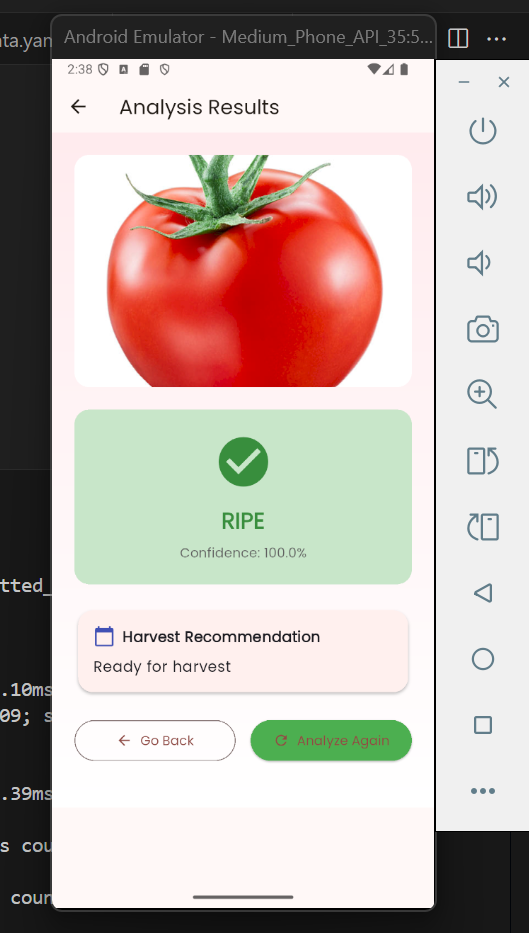 ata.yan
Android Emulator - Medium_Phone_API_35:5...
2:38
Analysis Results
RIPE
Confidence: 100.0%
Harvest Recommendation
Ready for harvest
Go Back
Analyze Again
tted_
.10ms
09; s
.39ms
s cou
cour